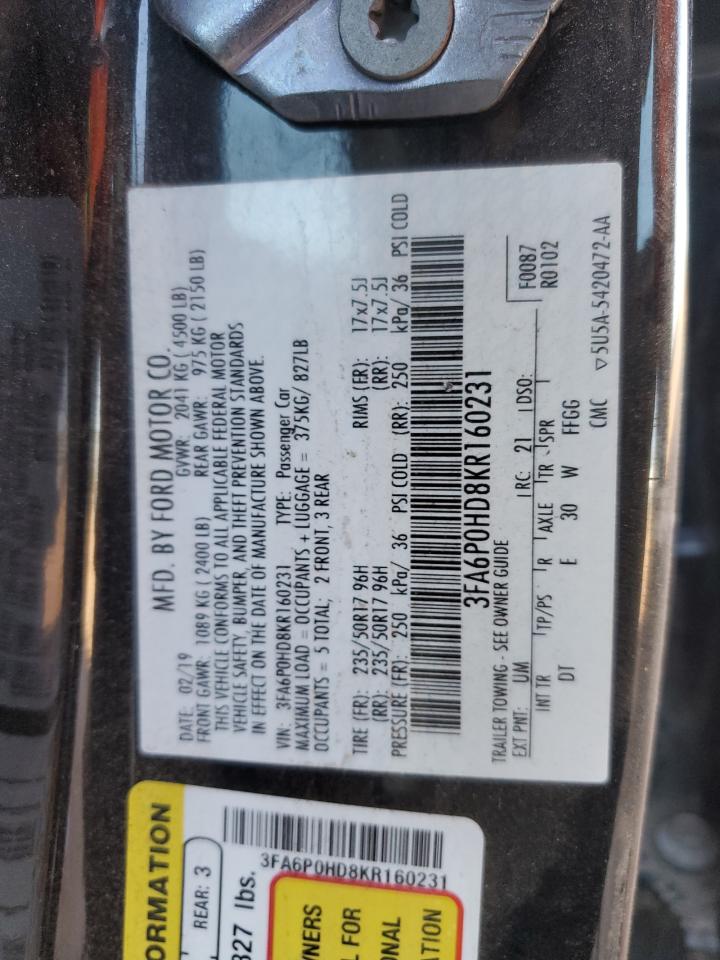 MFD. BY FORD MOTOR CO.
DATE: 02/19 GVWR: 2041 KG ( 4500 LB)
FRONT GAWR: 1089 KG ( 2400 LB) REAR GAWR: 975 KG ( 2150 LB)
THIS VEHICLE CONFORMS TO ALL APPLICABLE FEDERAL MOTOR
VEHICLE SAFETY, BUMPER, AND THEFT PREVENTION STANDARDS
IN EFFECT ON THE DATE OF MANUFACTURE SHOWN ABOVE.
VIN: 3FA6P0HD8KR160231 TYPE: Passenger Car
MAXIMUM LOAD = OCCUPANTS + LUGGAGE = 375KG/ 827LB
OCCUPANTS = 5 TOTAL, 2 FRONT, 3 REAR
TIRE (FR): 235/50R17 96H RIMS (FR): 17x7.5J
(RR): 235/50R17 96H (RR): 17x7.5J
PRESSURE (FR): 250 kPa/ 36 PSI COLD (RR): 250 kPa/ 36 PSI COLD
3FA6P0HD8KR160231
TRAILER TOWING - SEE OWNER GUIDE
F0087
R0102
EXT PNT: UM RC: 21 DSO:
INT TR TP/PS R AXLE TR SPR
DT E 30 W FFGG
CMC ▽5U5A-5420472-AA
ORMATION
REAR: 3
827 lbs.
3FA6P0HD8KR160231
WNERS
L FOR
ONAL
ATION